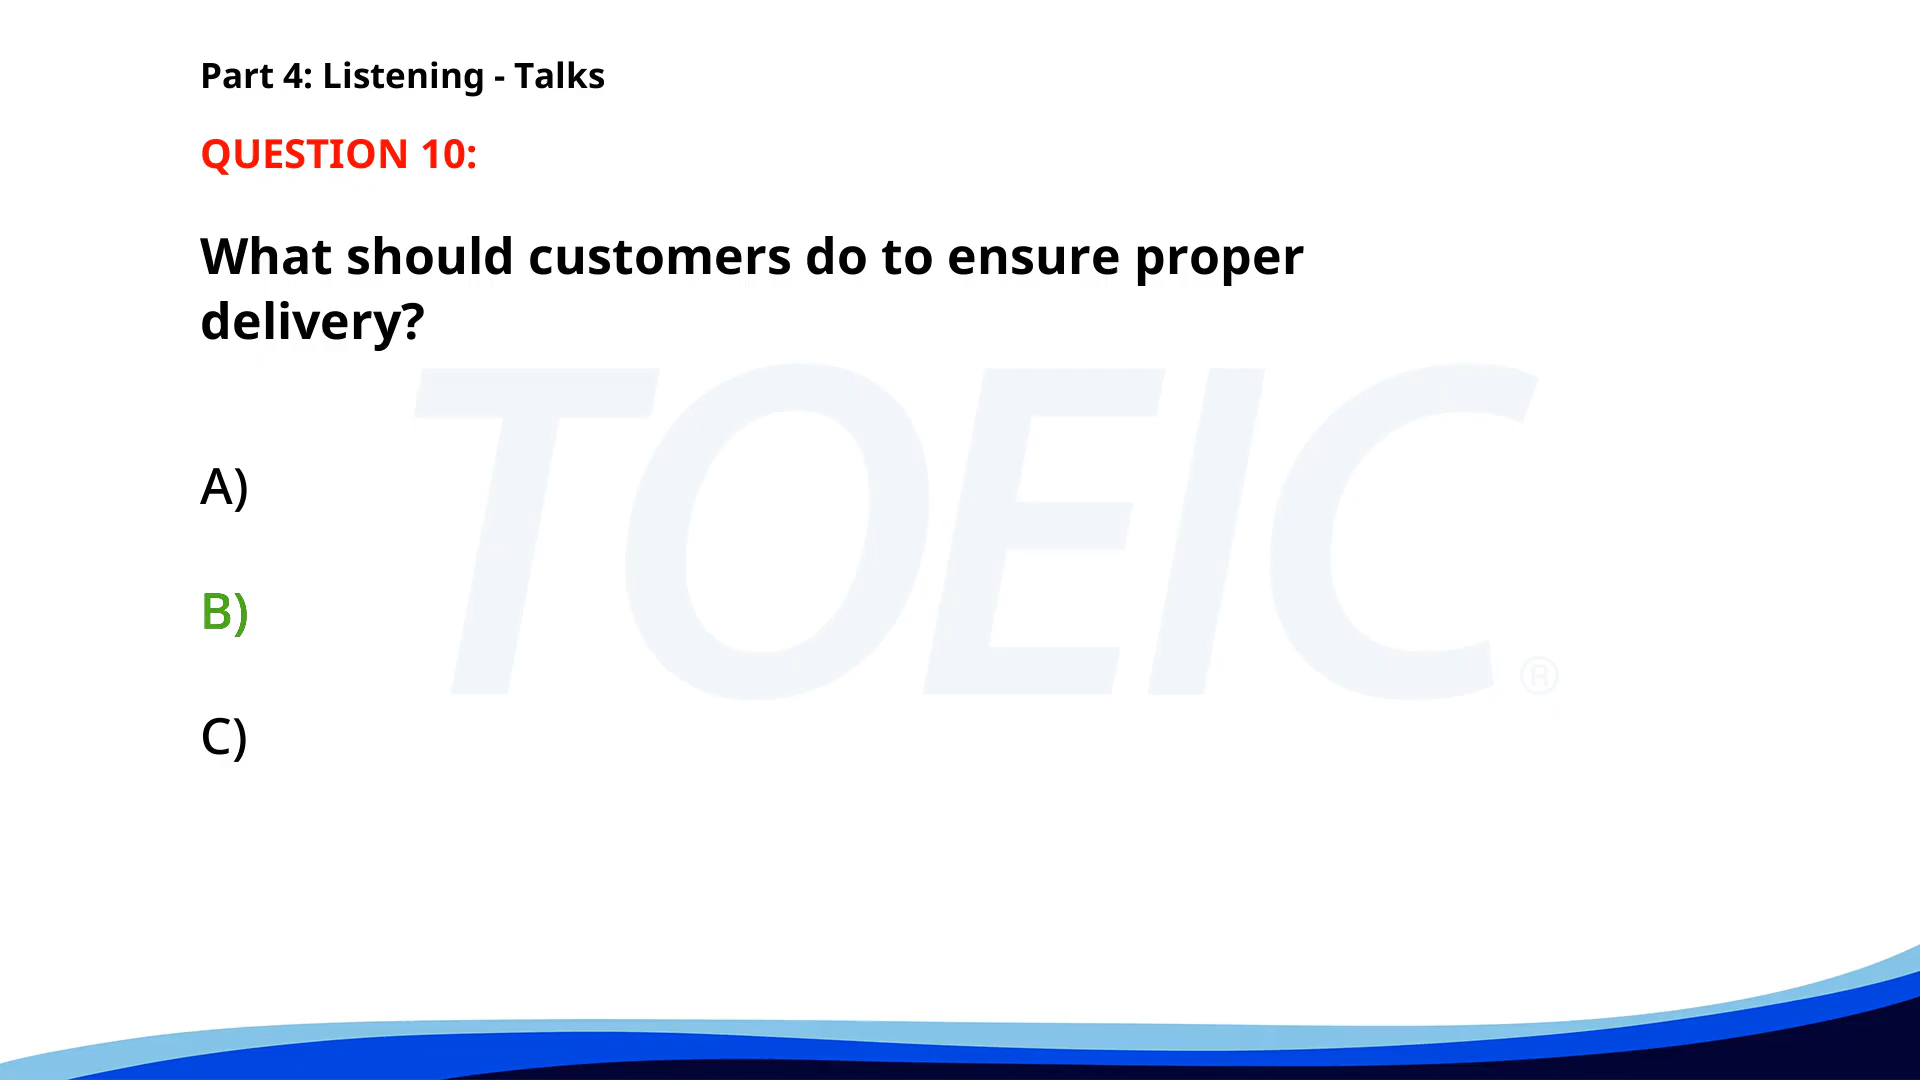 Part 4: Listening - Talks
QUESTION 10:
What should customers do to ensure proper
delivery?
TOEIC ®
A)
B)
C)